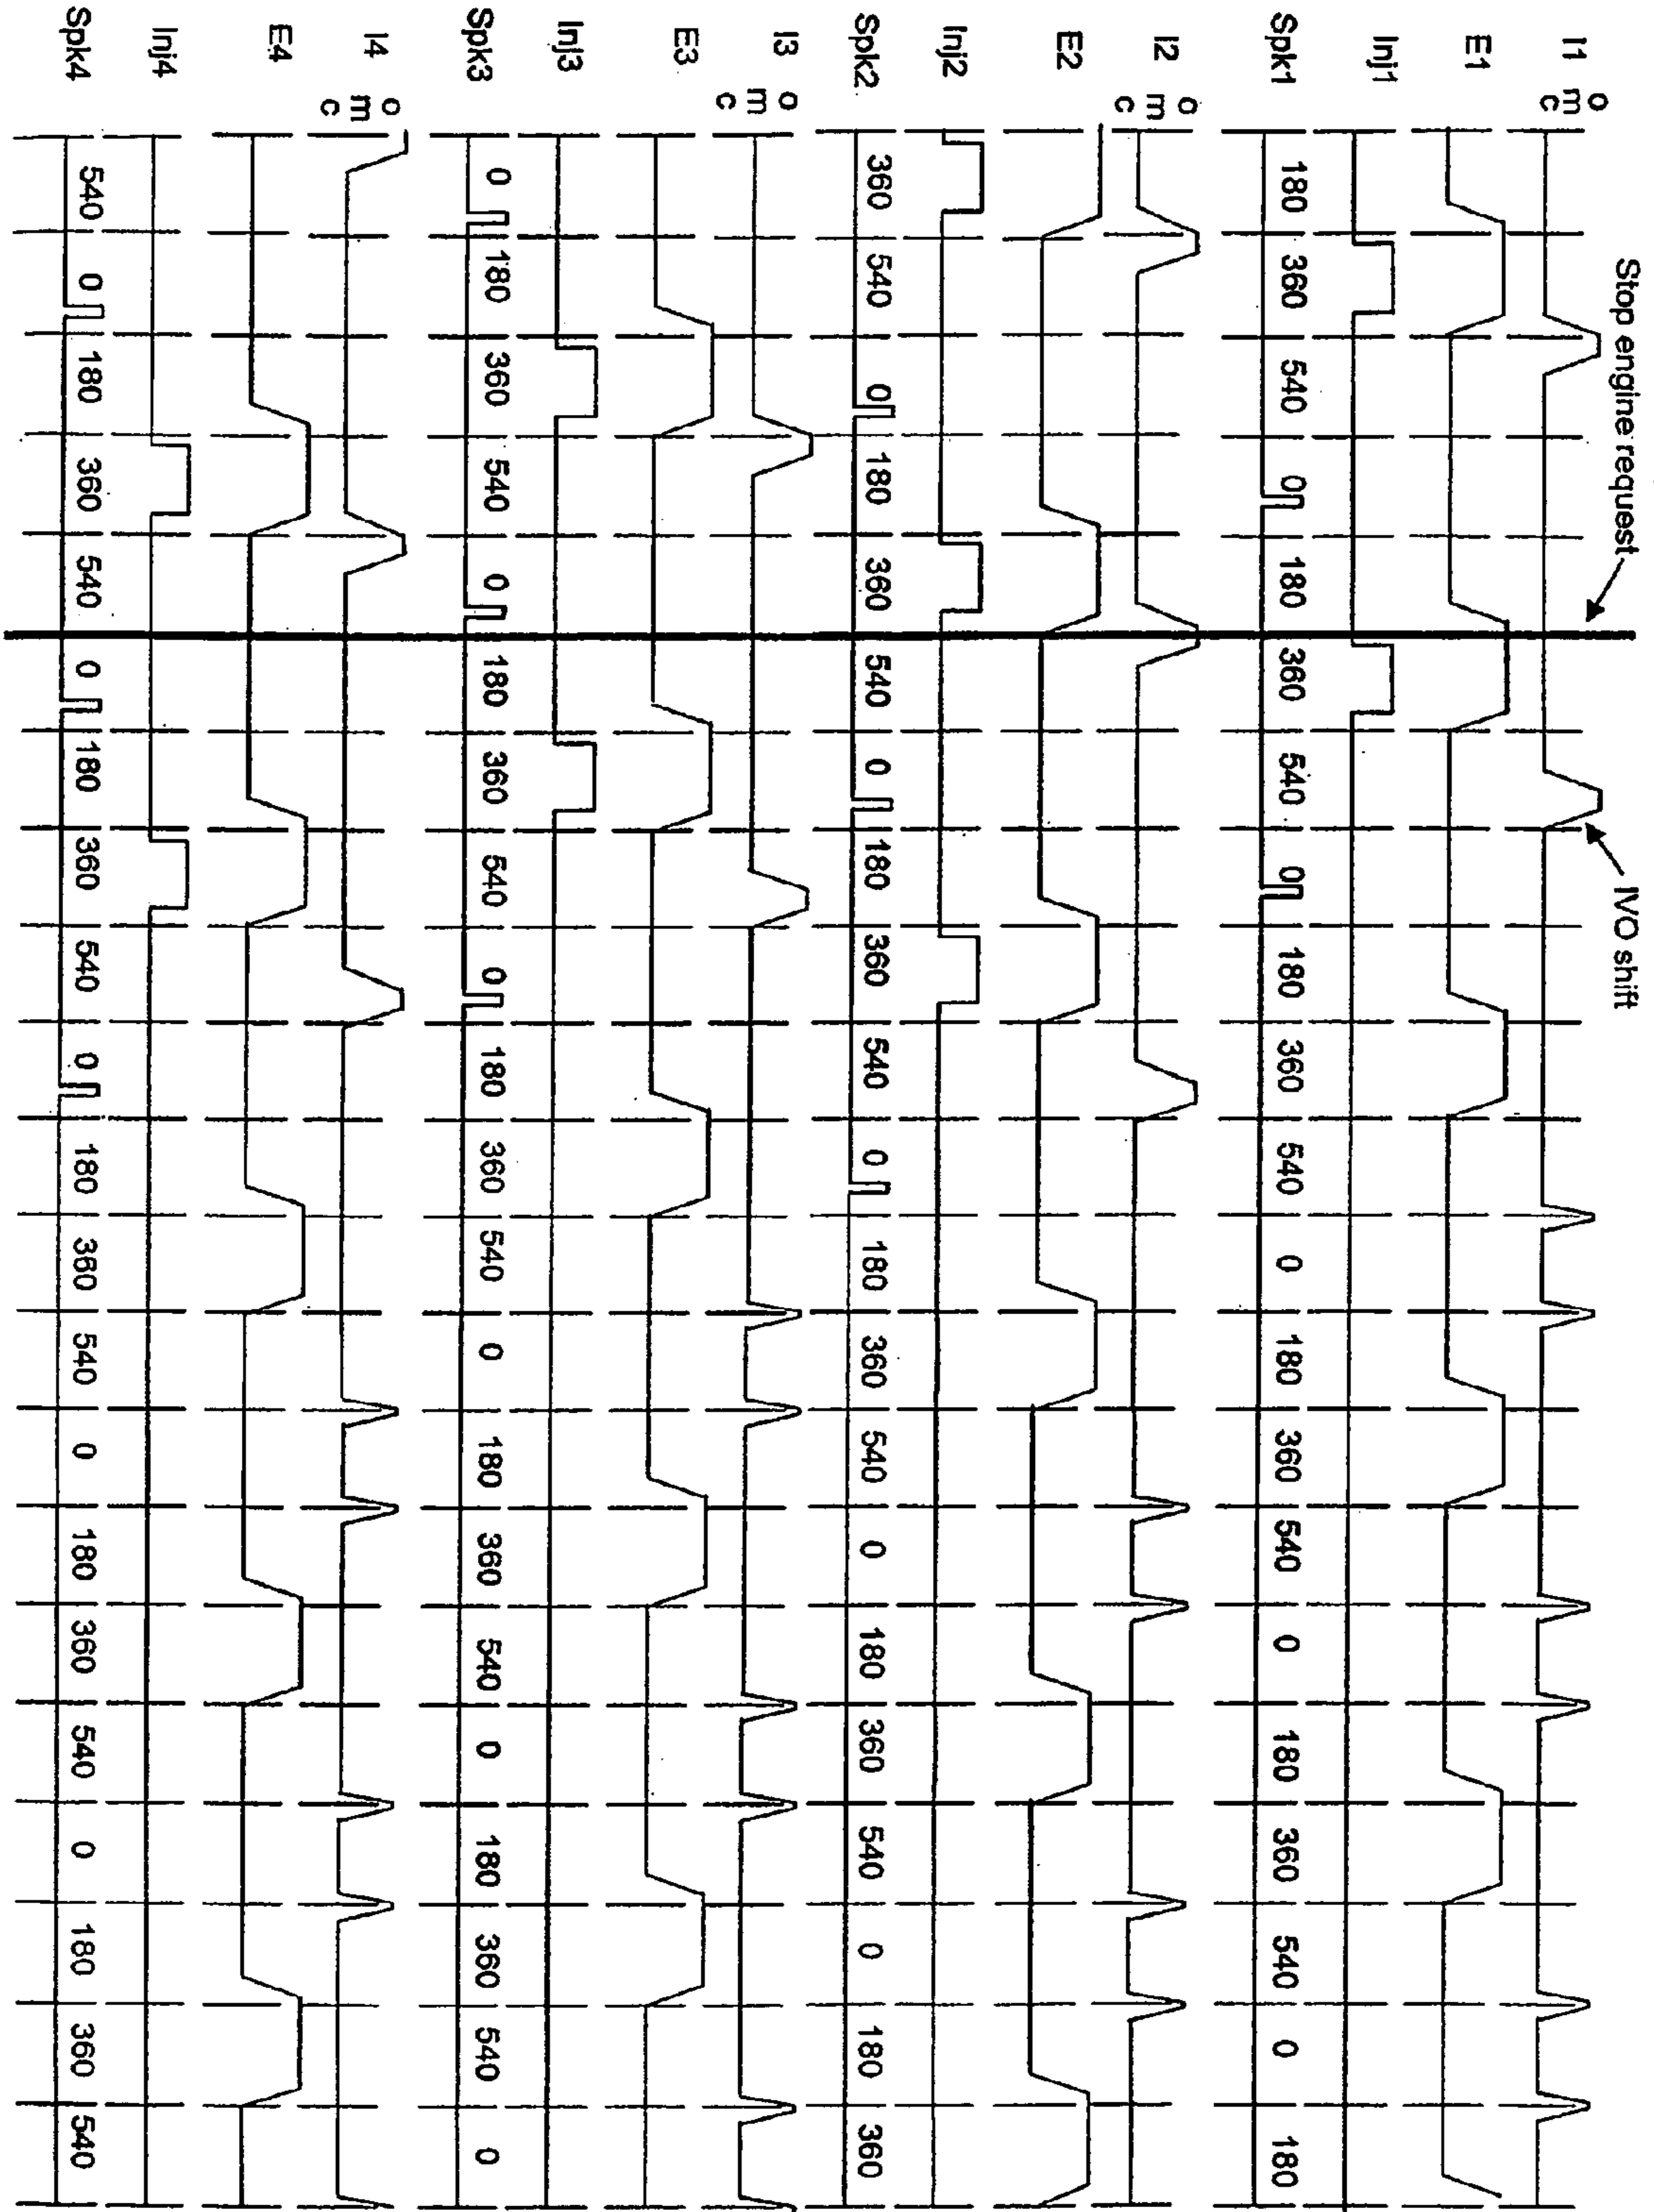 Stop engine request
IVO shift
I1
o
m
c
E1
Inj1
180 360 540 0 180 360 540 0 180 360 540 0 180 360 540 0 180 360 540 0 180
Spk1
I2
o
m
c
E2
Inj2
360 540 0 180 360 540 0 180 360 540 0 180 360 540 0 180 360 540 0 180 360
Spk2
I3
o
m
c
E3
Inj3
0 180 360 540 0 180 360 540 0 180 360 540 0 180 360 540 0 180 360 540 0
Spk3
I4
o
m
c
E4
Inj4
540 0 180 360 540 0 180 360 540 0 180 360 540 0 180 360 540 0 180 360 540
Spk4